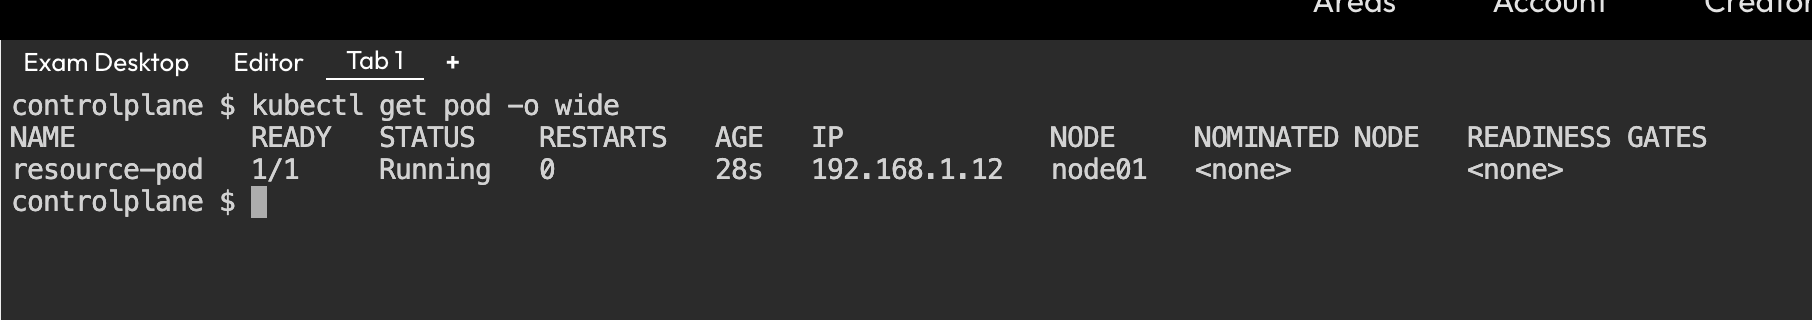 Areas Account Creator
Exam Desktop Editor Tab 1 +
controlplane $ kubectl get pod -o wide
NAME READY STATUS RESTARTS AGE IP NODE NOMINATED NODE READINESS GATES
resource-pod 1/1 Running 0 28s 192.168.1.12 node01 <none> <none>
controlplane $